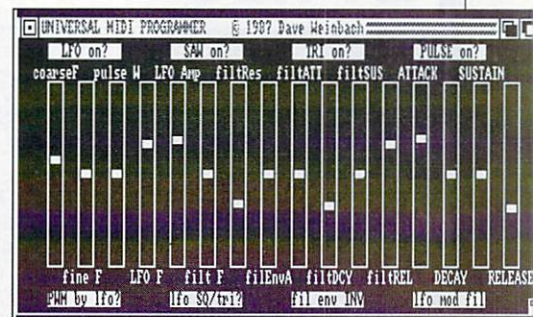 UNIVERSAL MIDI PROGRAMMER © 1987 Dave Weinbach
LFO on? SAW on? TRI on? PULSE on?
coarseF pulse W LFO Amp filtRes filtATT filtSUS ATTACK SUSTAIN
fine F LFO F filt F filEnvA filtDCY filtREL DECAY RELEASE
PWM by lfo? lfo SQ/tri? fil env INV lfo mod fil